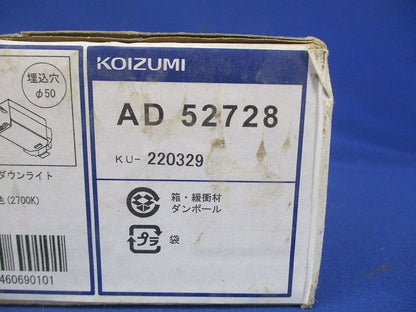 埋込穴
φ50
ダウンライト
色(2700K)
460690101
KOIZUMI
AD 52728
KU- 220329
箱・緩衝材
ダンボール
プラ
袋